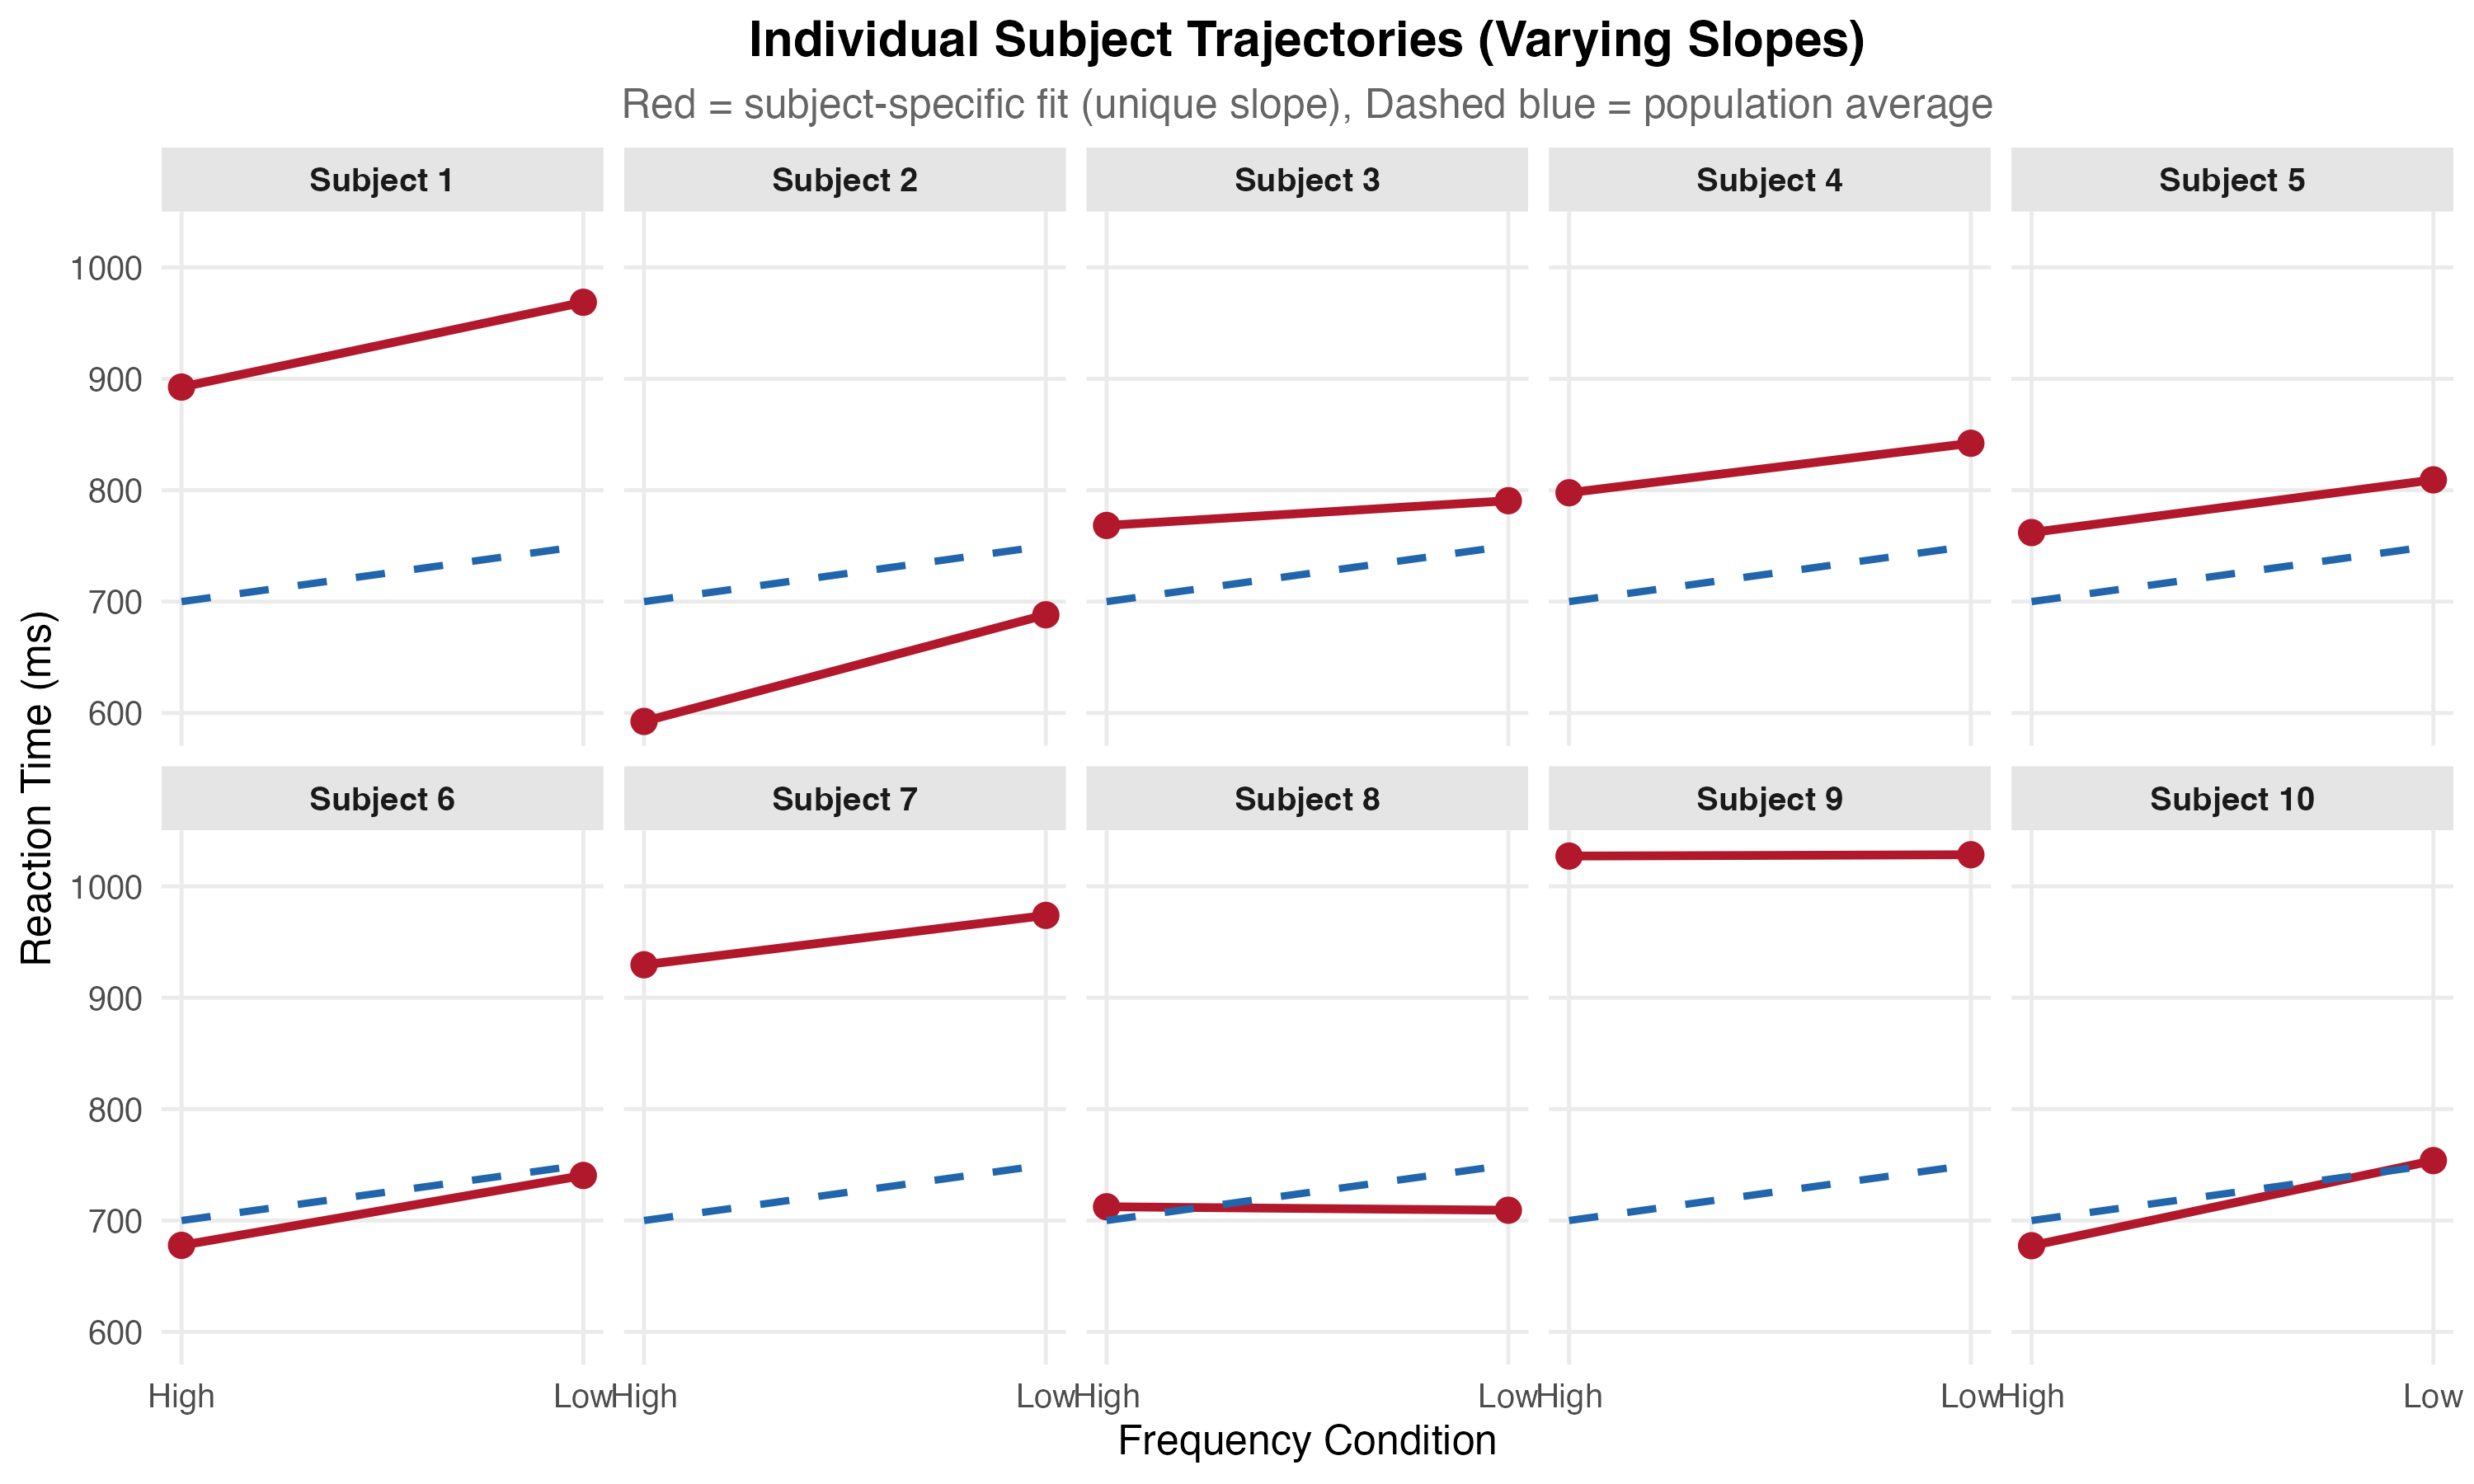 Individual Subject Trajectories (Varying Slopes)
Red = subject-specific fit (unique slope), Dashed blue = population average
Subject 1 Subject 2 Subject 3 Subject 4 Subject 5
1000
900
800
700
600
Reaction Time (ms)
Subject 6 Subject 7 Subject 8 Subject 9 Subject 10
1000
900
800
700
600
High Low High Low High Low High Low High Low
Frequency Condition